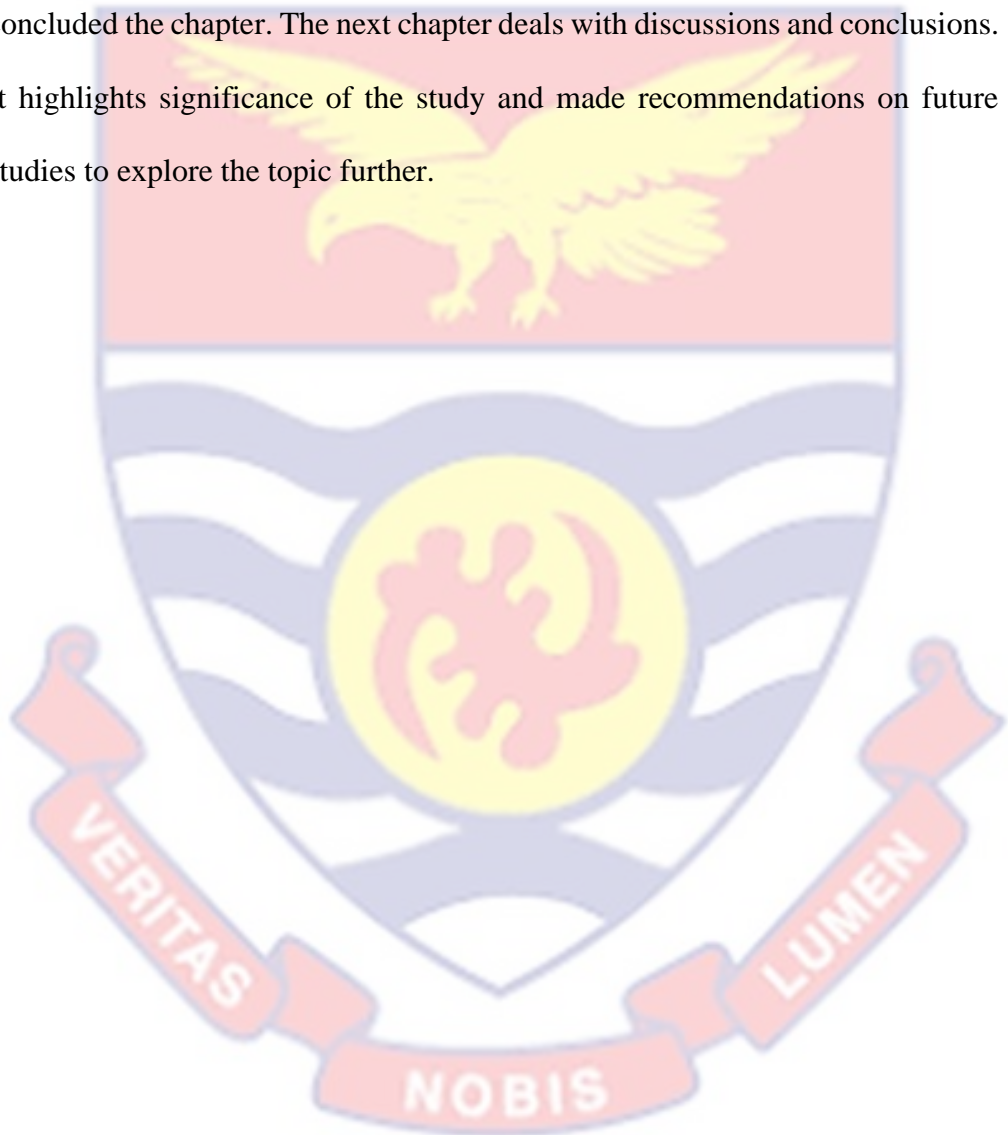 oncluded the chapter. The next chapter deals with discussions and conclusions.
t highlights significance of the study and made recommendations on future
tudies to explore the topic further.
VERITAS
NOBIS
LUMEN